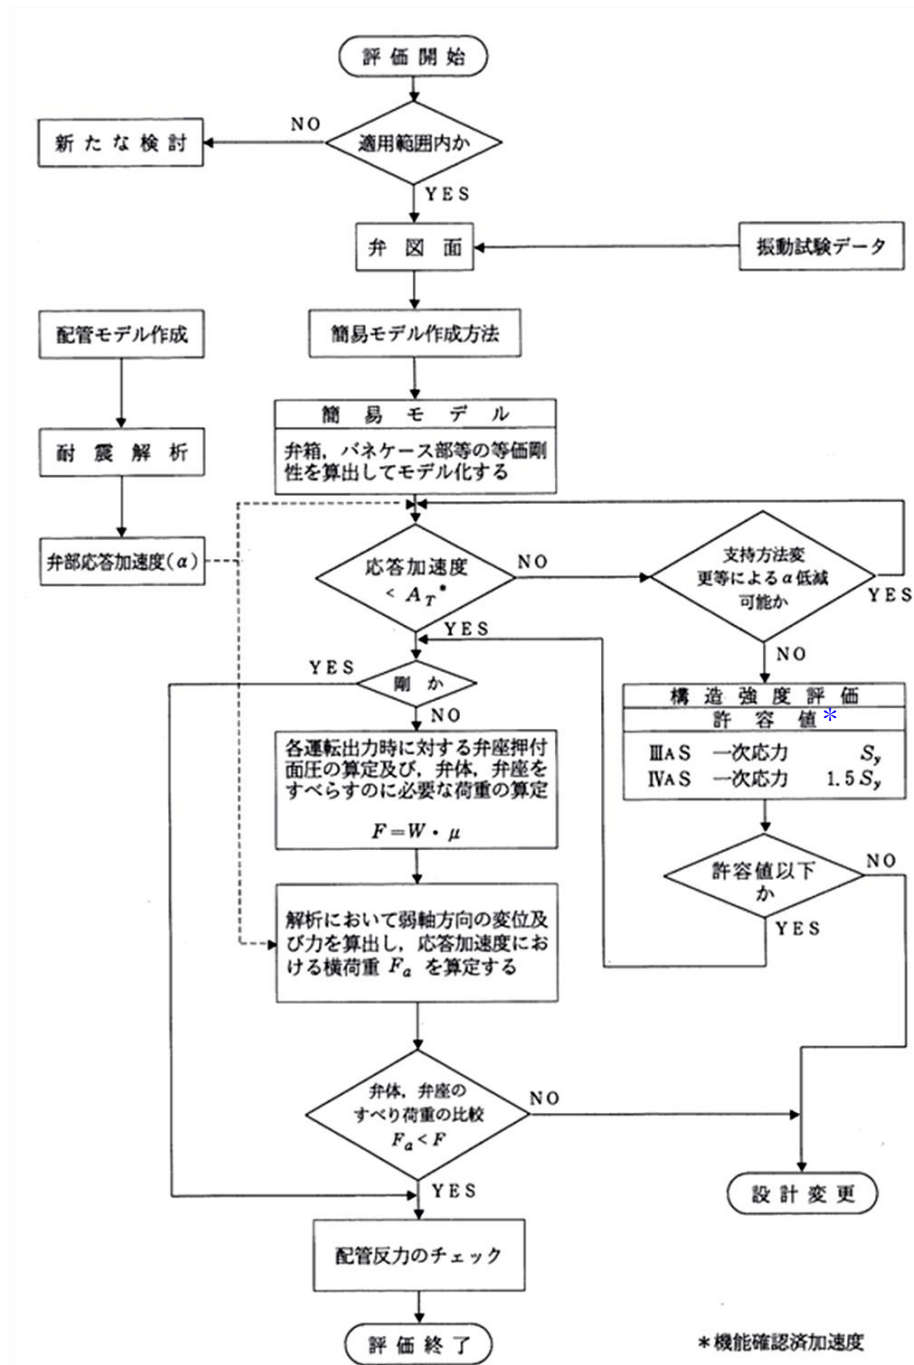 評価開始
適用範囲内か
NO
新たな検討
YES
弁図面
振動試験データ
配管モデル作成
簡易モデル作成方法
簡易モデル
弁箱，バネケース部等の等価剛
性を算出してモデル化する
耐震解析
弁部応答加速度(α)
応答加速度
< A_T*
NO
支持方法変
更等によるα低減
可能か
YES
YES
NO
剛か
YES
NO
構造強度評価
許容値*
ⅢAS 一次応力 S_y
ⅣAS 一次応力 1.5 S_y
各運転出力時に対する弁座押付
面圧の算定及び，弁体，弁座を
すべらすのに必要な荷重の算定
F=W・μ
許容値以下
か
NO
YES
解析において弱軸方向の変位及
び力を算出し，応答加速度にお
ける横荷重 F_a を算定する
弁体，弁座の
すべり荷重の比較
F_a < F
NO
YES
設計変更
配管反力のチェック
評価終了
*機能確認済加速度